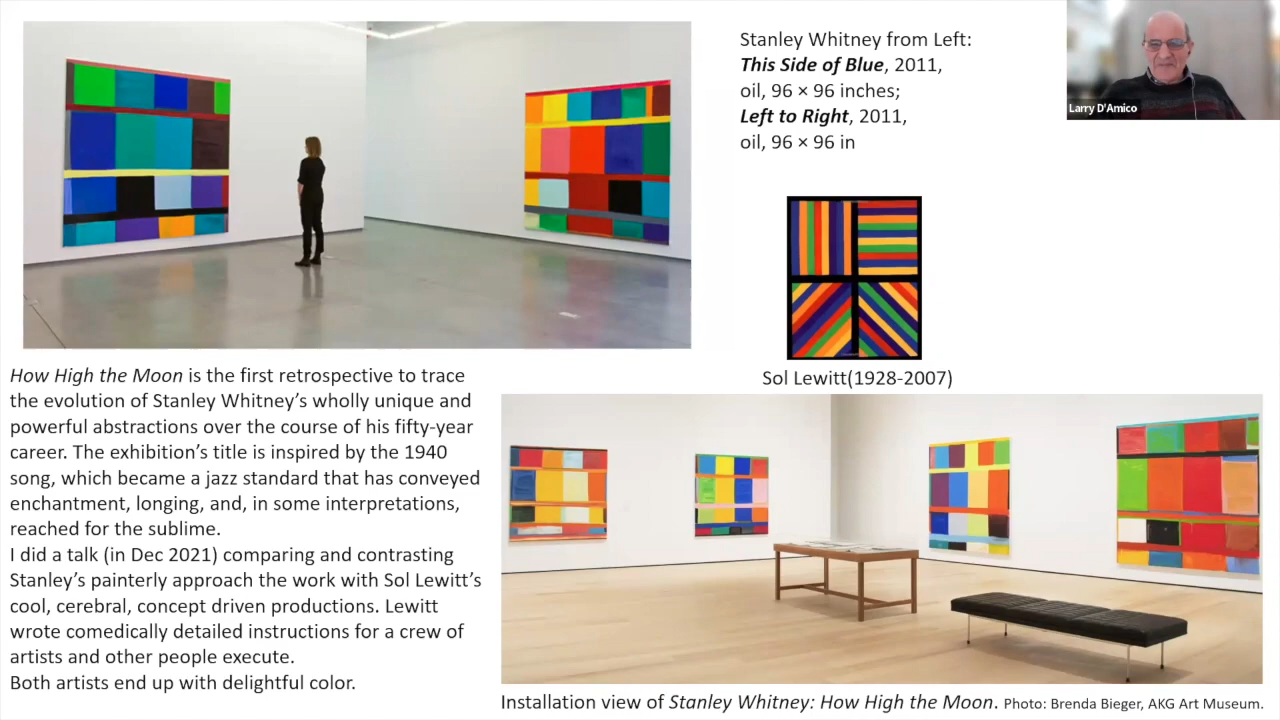 Stanley Whitney from Left:
This Side of Blue, 2011,
oil, 96 × 96 inches;
Left to Right, 2011,
oil, 96 × 96 in
Larry D'Amico
Sol Lewitt(1928-2007)
How High the Moon is the first retrospective to trace
the evolution of Stanley Whitney’s wholly unique and
powerful abstractions over the course of his fifty-year
career. The exhibition’s title is inspired by the 1940
song, which became a jazz standard that has conveyed
enchantment, longing, and, in some interpretations,
reached for the sublime.
I did a talk (in Dec 2021) comparing and contrasting
Stanley’s painterly approach the work with Sol Lewitt’s
cool, cerebral, concept driven productions. Lewitt
wrote comedically detailed instructions for a crew of
artists and other people execute.
Both artists end up with delightful color.
Installation view of Stanley Whitney: How High the Moon. Photo: Brenda Bieger, AKG Art Museum.